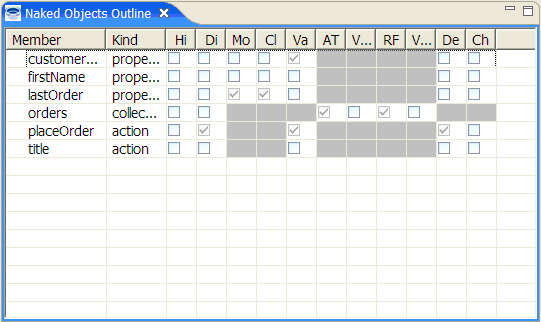 Naked Objects Outline
Member Kind Hi Di Mo Cl Va AT V... RF V... De Ch
customer... prope...
firstName prope...
lastOrder prope...
orders collec...
placeOrder action
title action